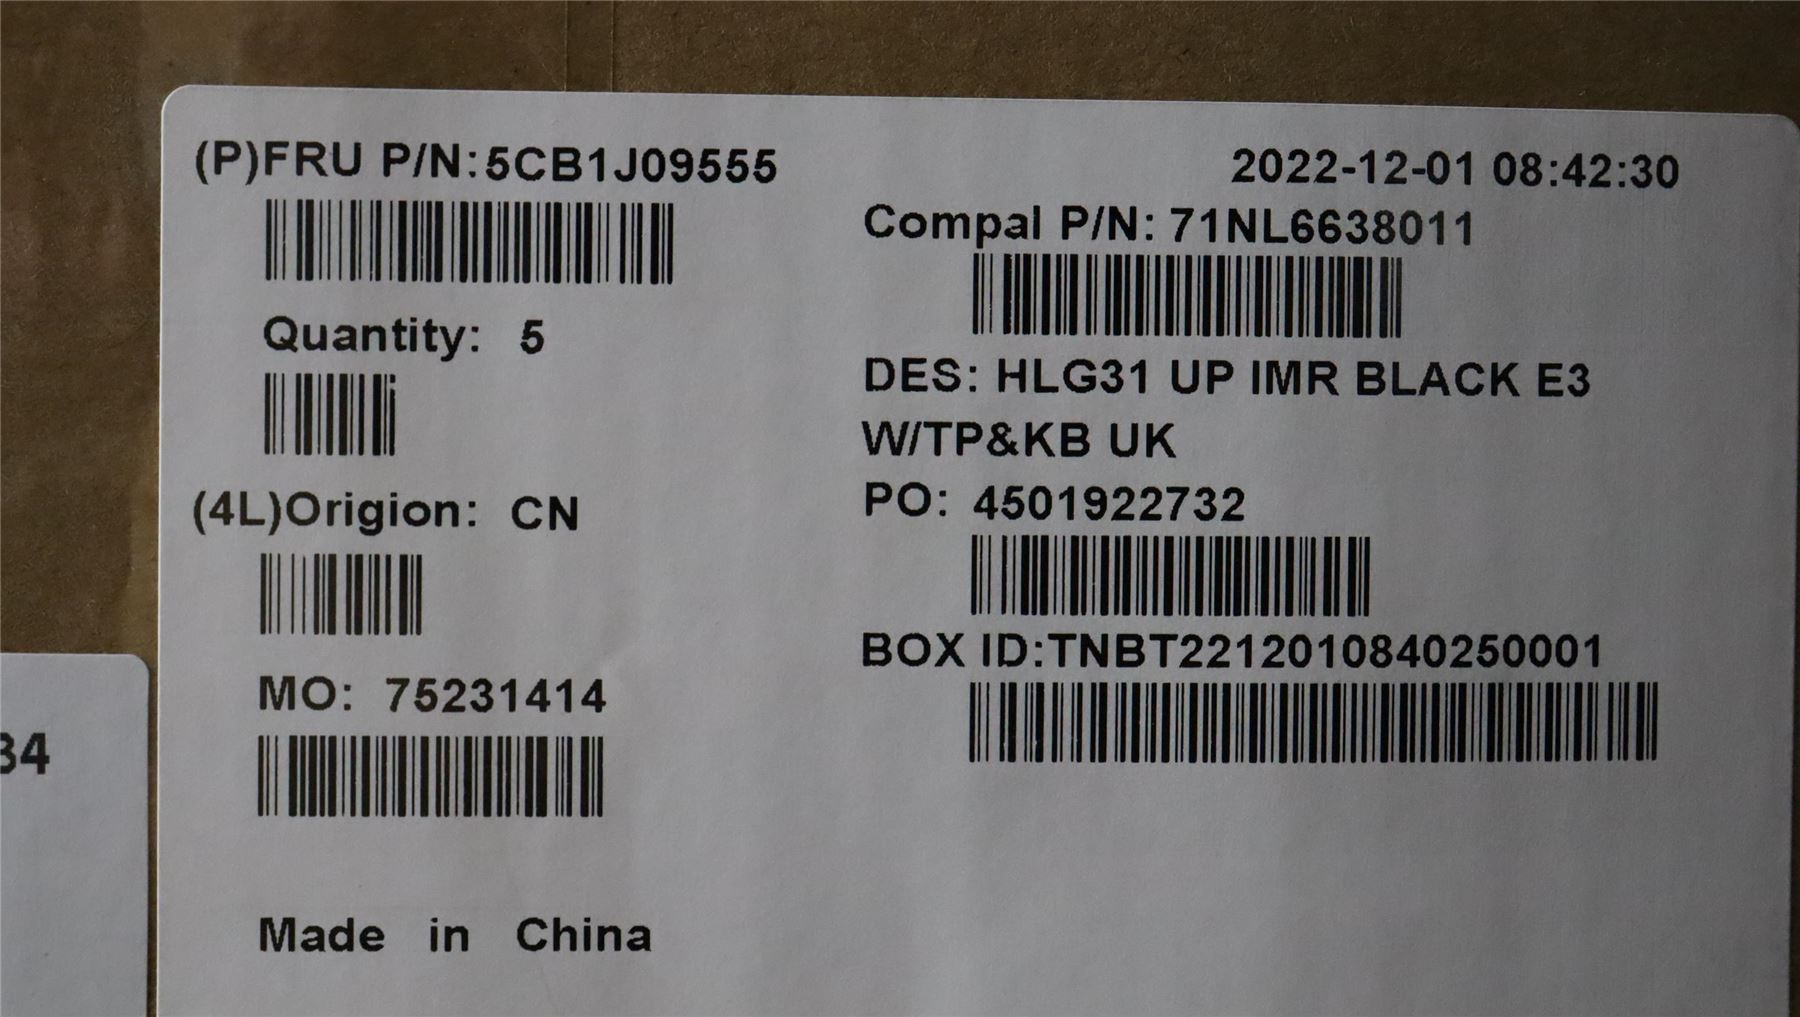 (P)FRU P/N:5CB1J09555
Quantity: 5
(4L)Origion: CN
MO: 75231414
Made in China
2022-12-01 08:42:30
Compal P/N: 71NL6638011
DES: HLG31 UP IMR BLACK E3
W/TP&KB UK
PO: 4501922732
BOX ID:TNBT2212010840250001
34